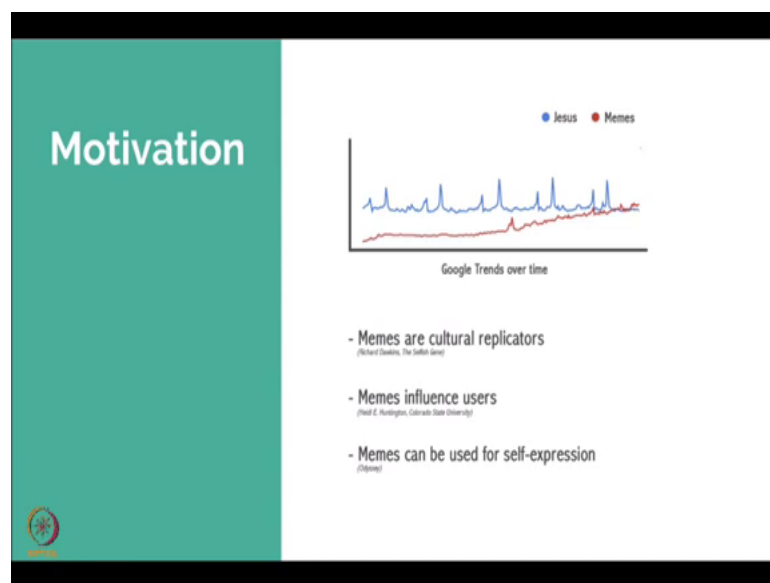 Motivation
Jesus
Memes
Google Trends over time
- Memes are cultural replicators
(Richard Dawkins, The Selfish Gene)
- Memes influence users
(Heidi E. Huntington, Colorado State University)
- Memes can be used for self-expression
(Odyssey)